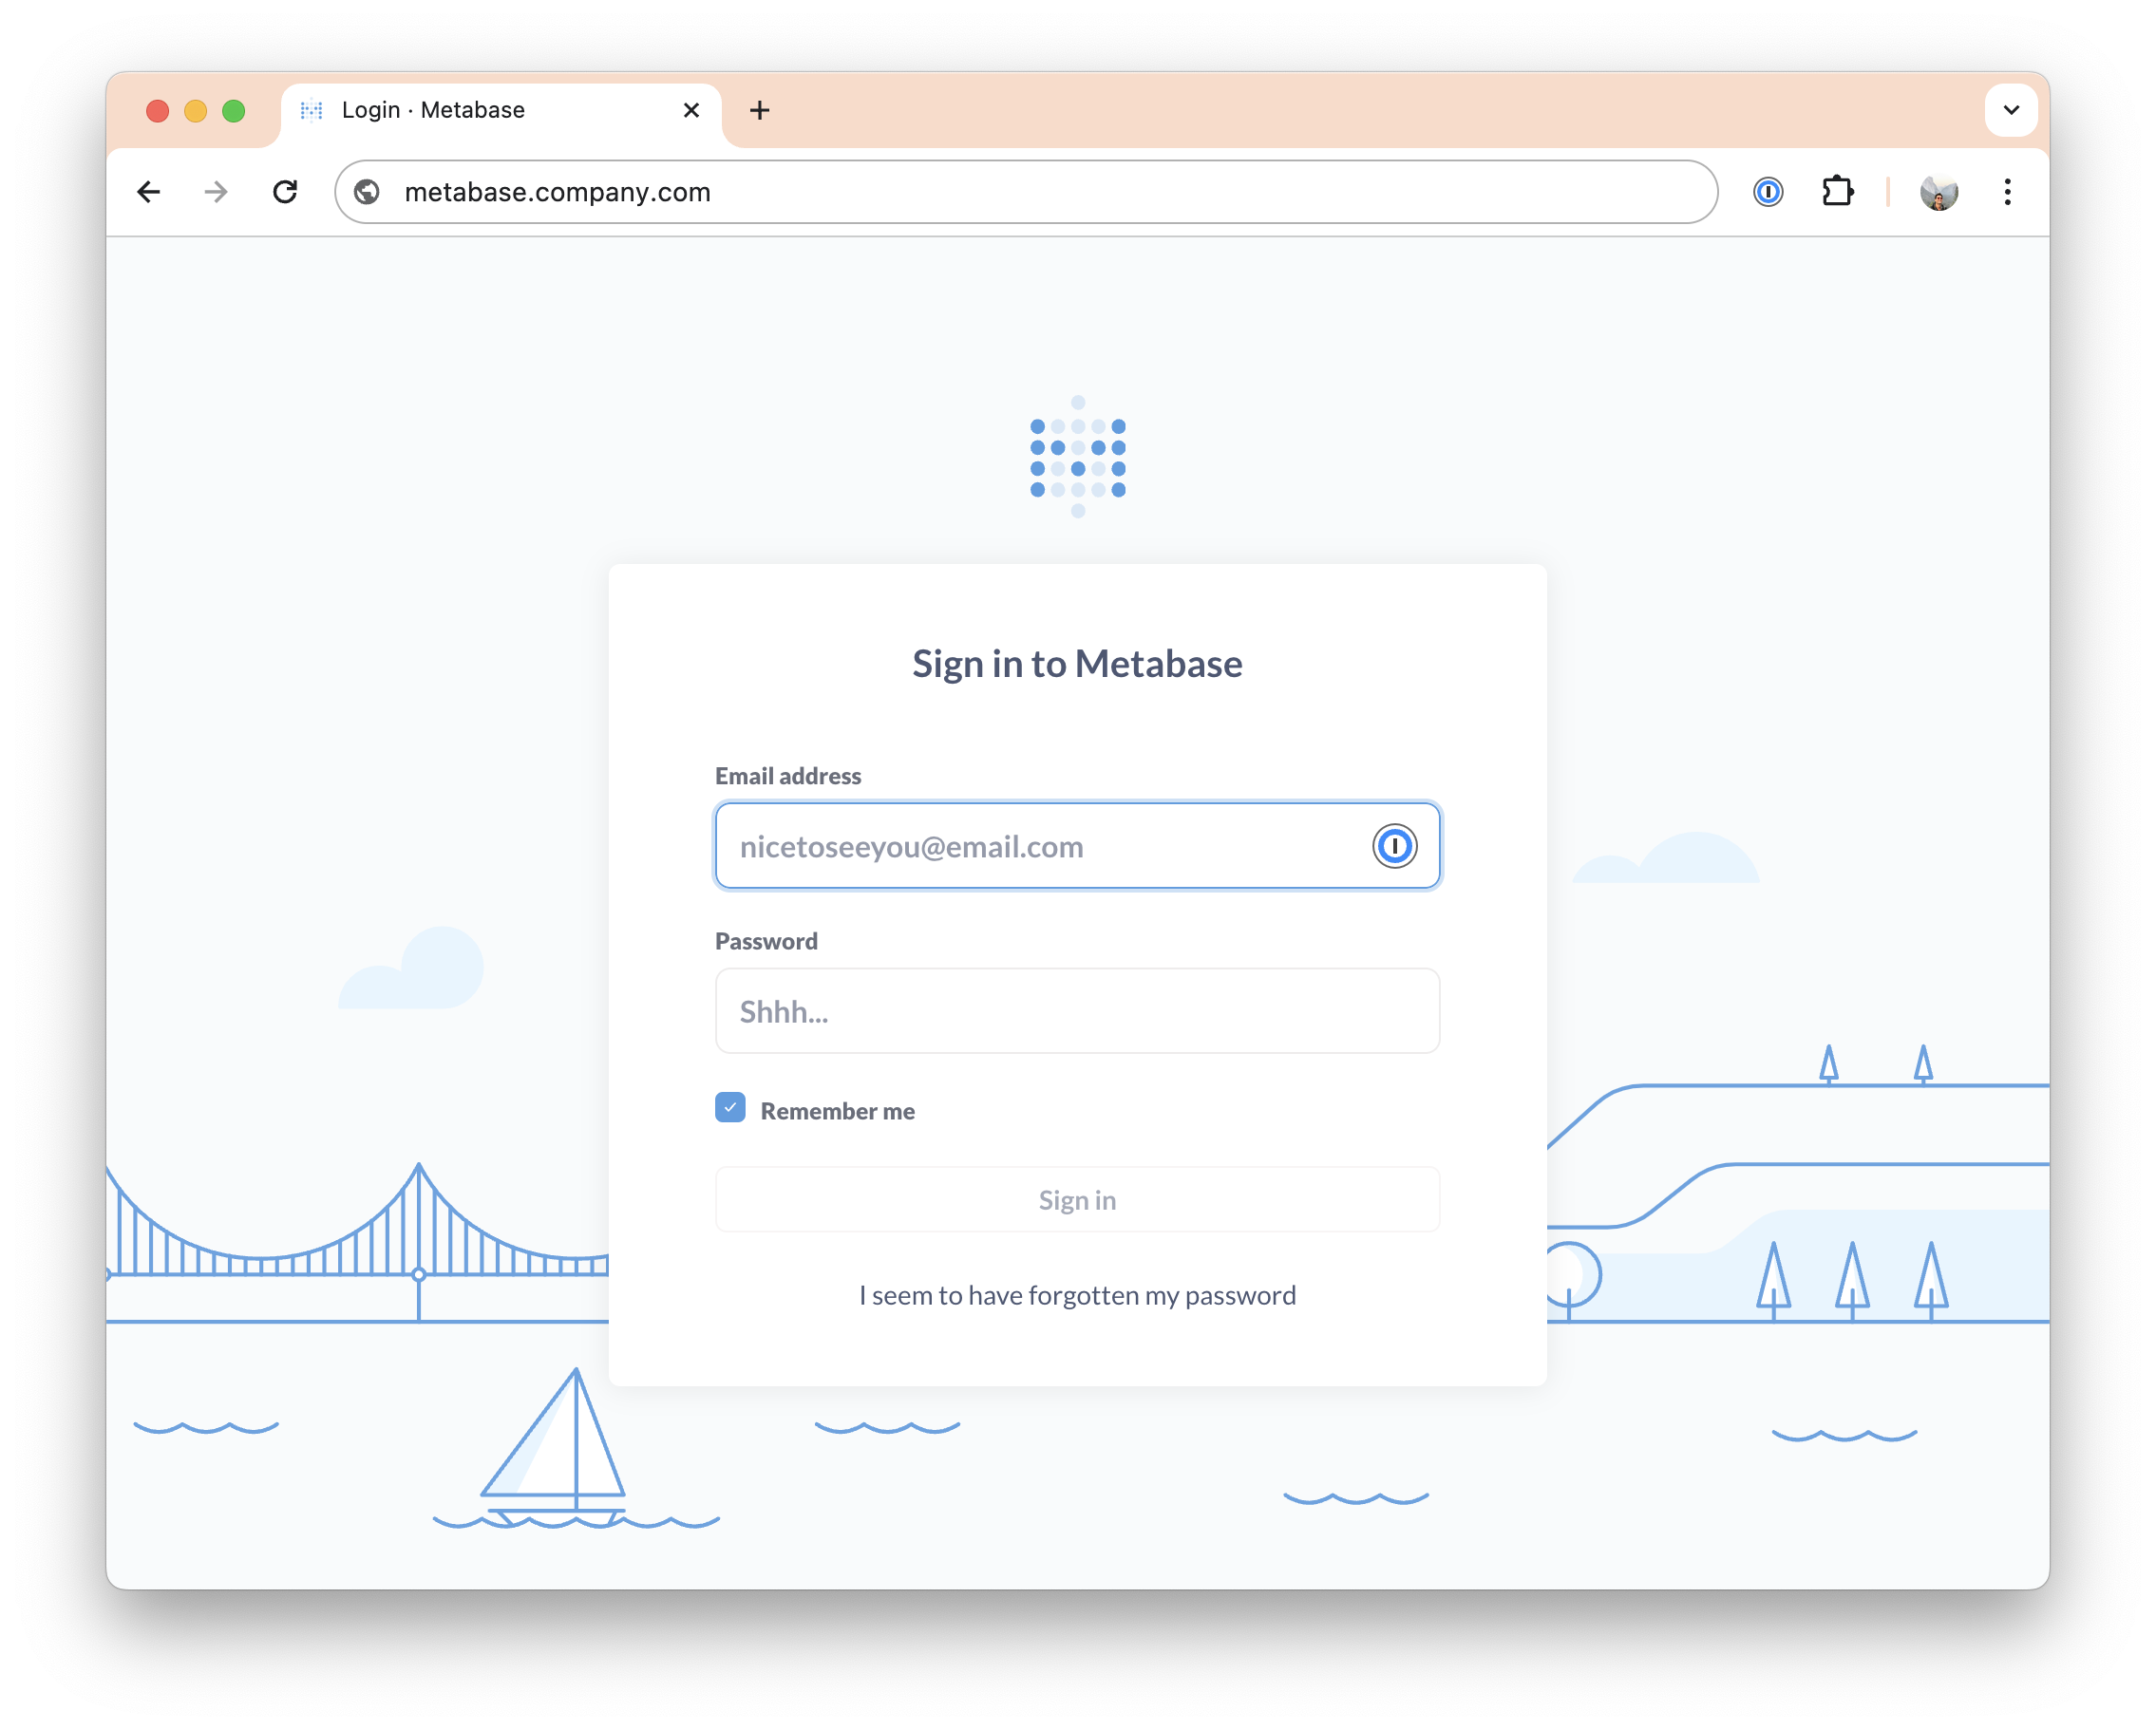 Login · Metabase
metabase.company.com
Sign in to Metabase
Email address
nicetoseeyou@email.com
Password
Shhh...
Remember me
Sign in
I seem to have forgotten my password